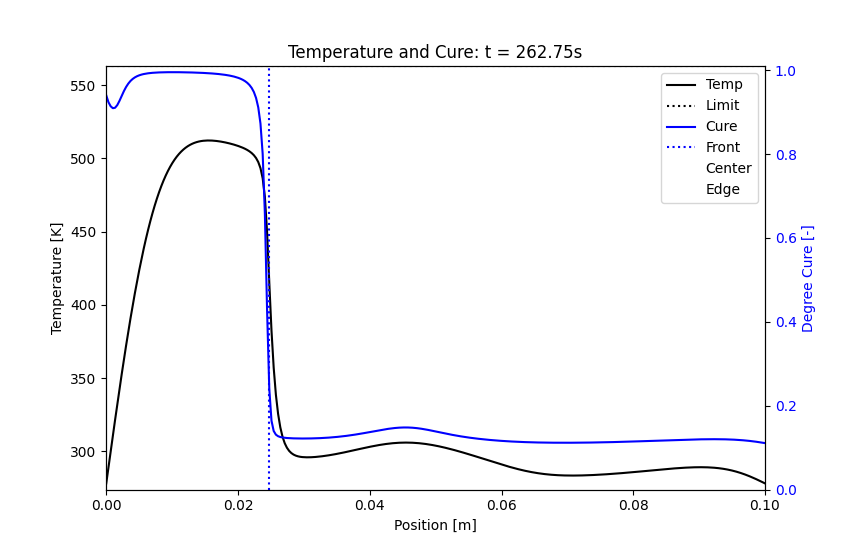 Temperature and Cure: t = 262.75s
Temp
Limit
Cure
Front
Center
Edge
550
500
450
400
350
300
Temperature [K]
1.0
0.8
0.6
0.4
0.2
0.0
Degree Cure [-]
0.00 0.02 0.04 0.06 0.08 0.10
Position [m]